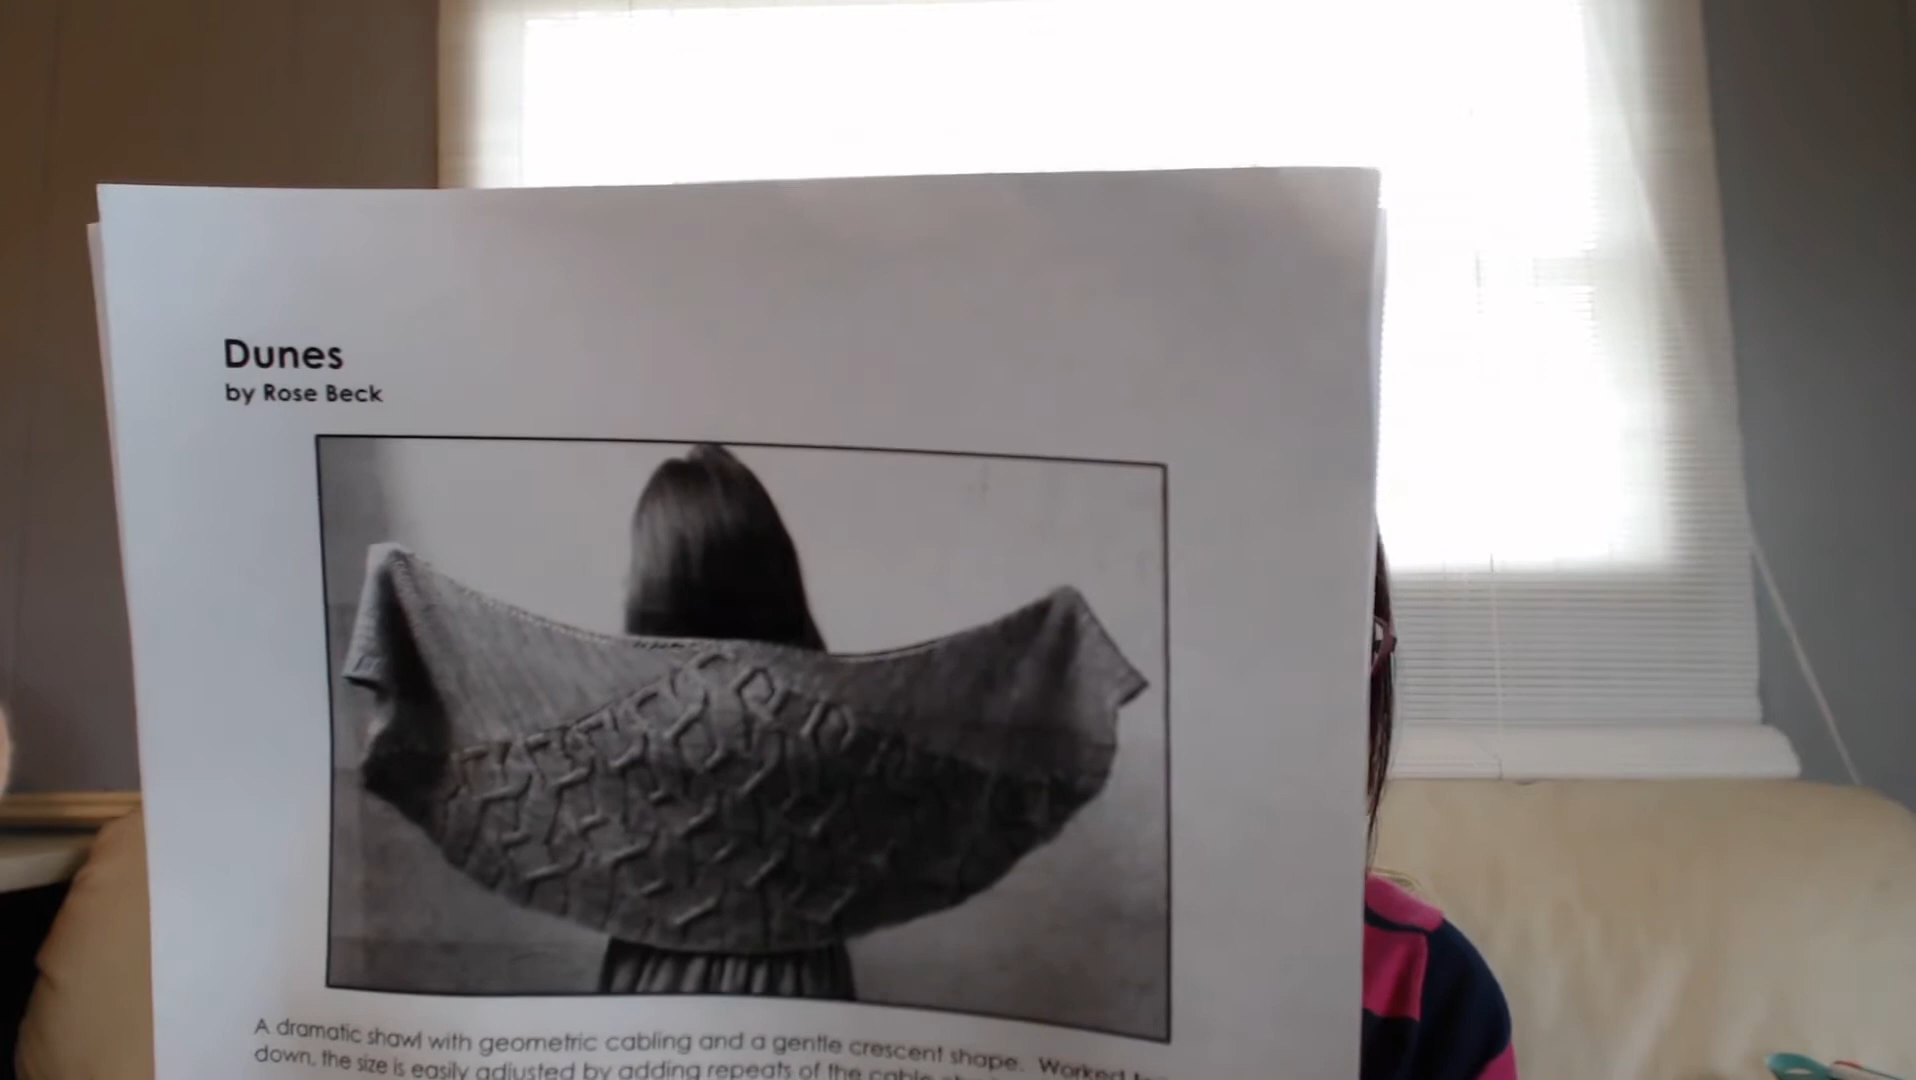 Dunes
by Rose Beck
A dramatic shawl with geometric cabling and a gentle crescent shape. Worked
down, the size is easily adjusted by adding repeats of the cable